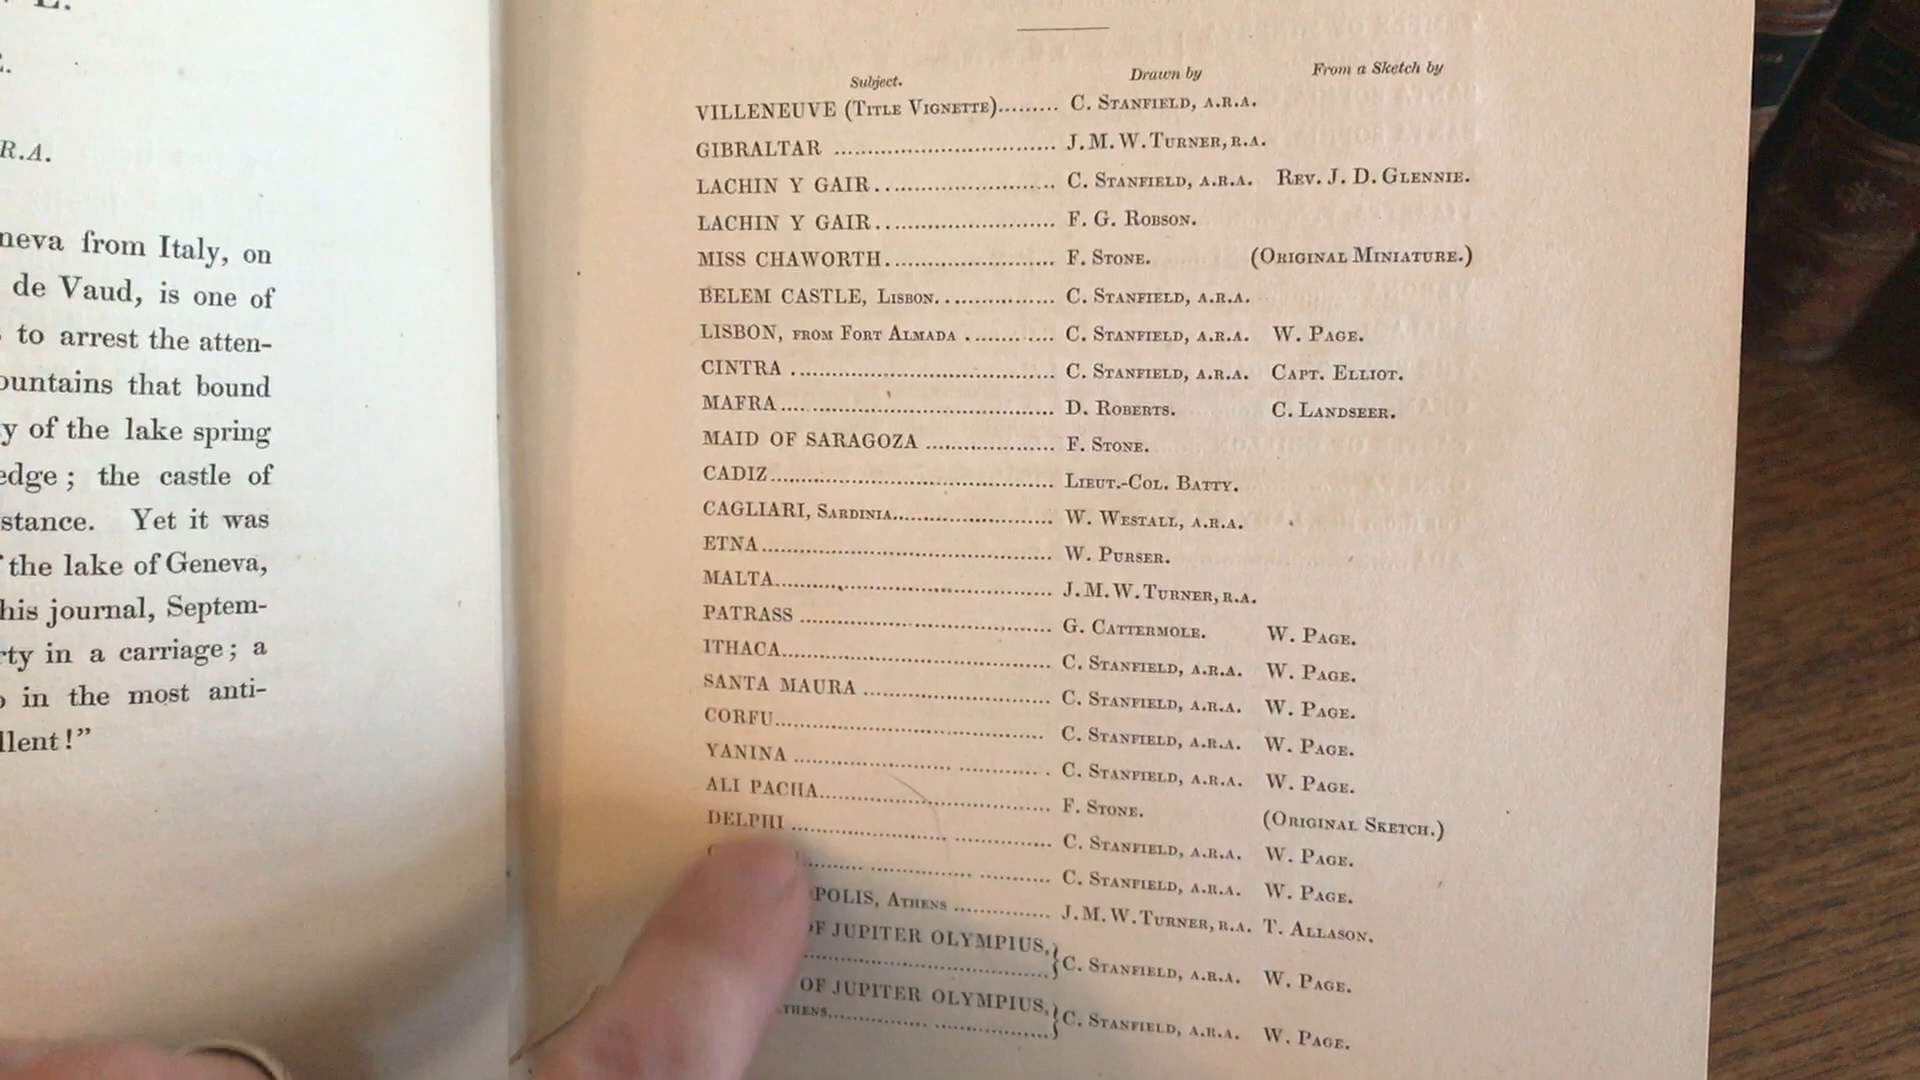 E.
R.A.
neva from Italy, on
de Vaud, is one of
to arrest the atten-
ountains that bound
y of the lake spring
edge ; the castle of
stance. Yet it was
the lake of Geneva,
his journal, Septem-
rty in a carriage ; a
in the most anti-
llent !”
Subject. Drawn by From a Sketch by
VILLENEUVE (Title Vignette)......... C. Stanfield, A.R.A.
GIBRALTAR .................................... J. M. W. Turner, R.A.
LACHIN Y GAIR............................. C. Stanfield, A.R.A. Rev. J. D. Glennie.
LACHIN Y GAIR............................. F. G. Robson.
MISS CHAWORTH........................... F. Stone. (Original Miniature.)
BELEM CASTLE, Lisbon................... C. Stanfield, A.R.A.
LISBON, from Fort Almada .............. C. Stanfield, A.R.A. W. Page.
CINTRA .......................................... C. Stanfield, A.R.A. Capt. Elliot.
MAFRA............................................ D. Roberts. C. Landseer.
MAID OF SARAGOZA ..................... F. Stone.
CADIZ.............................................. Lieut.-Col. Batty.
CAGLIARI, Sardinia.......................... W. Westall, A.R.A.
ETNA............................................... W. Purser.
MALTA............................................. J. M. W. Turner, R.A.
PATRASS ......................................... G. Cattermole. W. Page.
ITHACA............................................ C. Stanfield, A.R.A. W. Page.
SANTA MAURA ............................... C. Stanfield, A.R.A. W. Page.
CORFU............................................. C. Stanfield, A.R.A. W. Page.
YANINA ........................................... C. Stanfield, A.R.A. W. Page.
ALI PACHA....................................... F. Stone. (Original Sketch.)
DELPHI ............................................ C. Stanfield, A.R.A. W. Page.
........................................ C. Stanfield, A.R.A. W. Page.
POLIS, Athens ................ J. M. W. Turner, R.A. T. Allason.
OF JUPITER OLYMPIUS,
........................................ } C. Stanfield, A.R.A. W. Page.
OF JUPITER OLYMPIUS,
thens.................................. } C. Stanfield, A.R.A. W. Page.